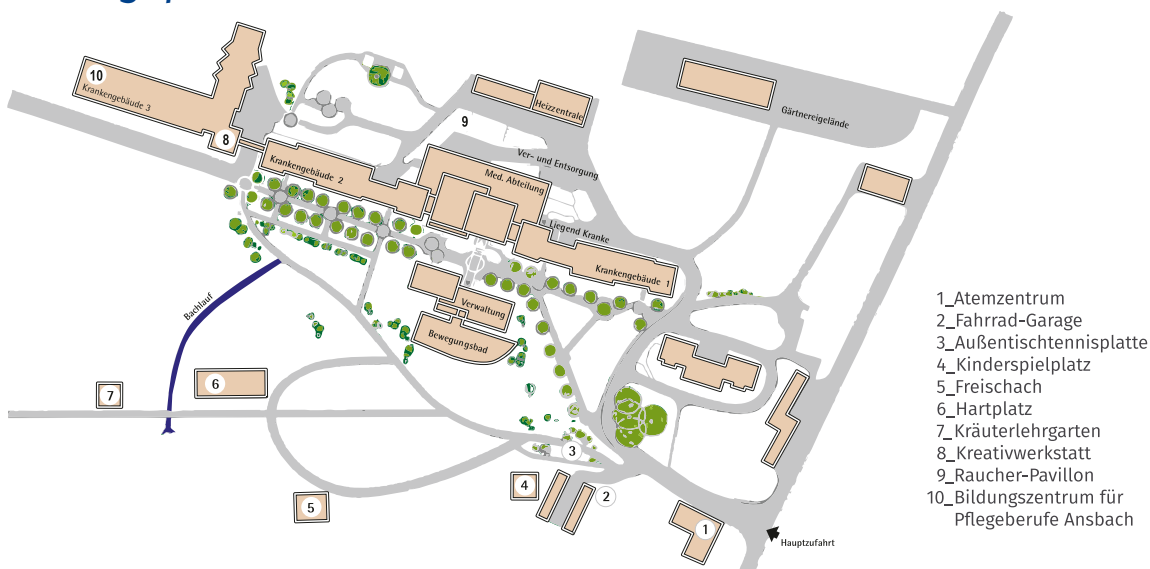 10
Krankengebäude 3
8
Krankengebäude 2
9
Heizzentrale
Ver- und Entsorgung
Gärtnereigelände
Med. Abteilung
Liegend Kranke
Krankengebäude 1
Verwaltung
Bewegungsbad
Bachlauf
7
6
5
4
3
2
1
Hauptzufahrt
1_Atemzentrum
2_Fahrrad-Garage
3_Außentischtennisplatte
4_Kinderspielplatz
5_Freischach
6_Hartplatz
7_Kräuterlehrgarten
8_Kreativwerkstatt
9_Raucher-Pavillon
10_Bildungszentrum für
Pflegeberufe Ansbach